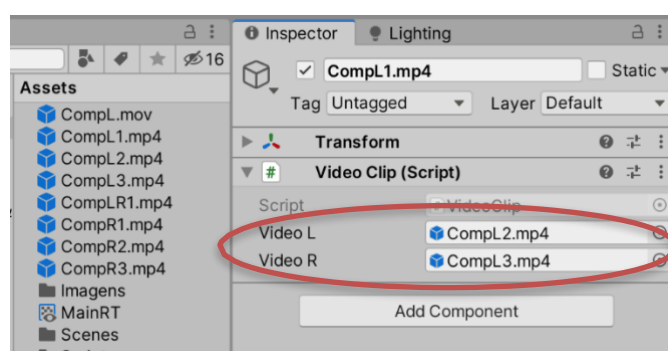 16
Assets
CompL.mov
CompL1.mp4
CompL2.mp4
CompL3.mp4
CompLR1.mp4
CompR1.mp4
CompR2.mp4
CompR3.mp4
Imagens
MainRT
Scenes
Inspector Lighting
CompL1.mp4 Static
Tag Untagged Layer Default
Transform
# Video Clip (Script)
Script VideoClip
Video L CompL2.mp4
Video R CompL3.mp4
Add Component